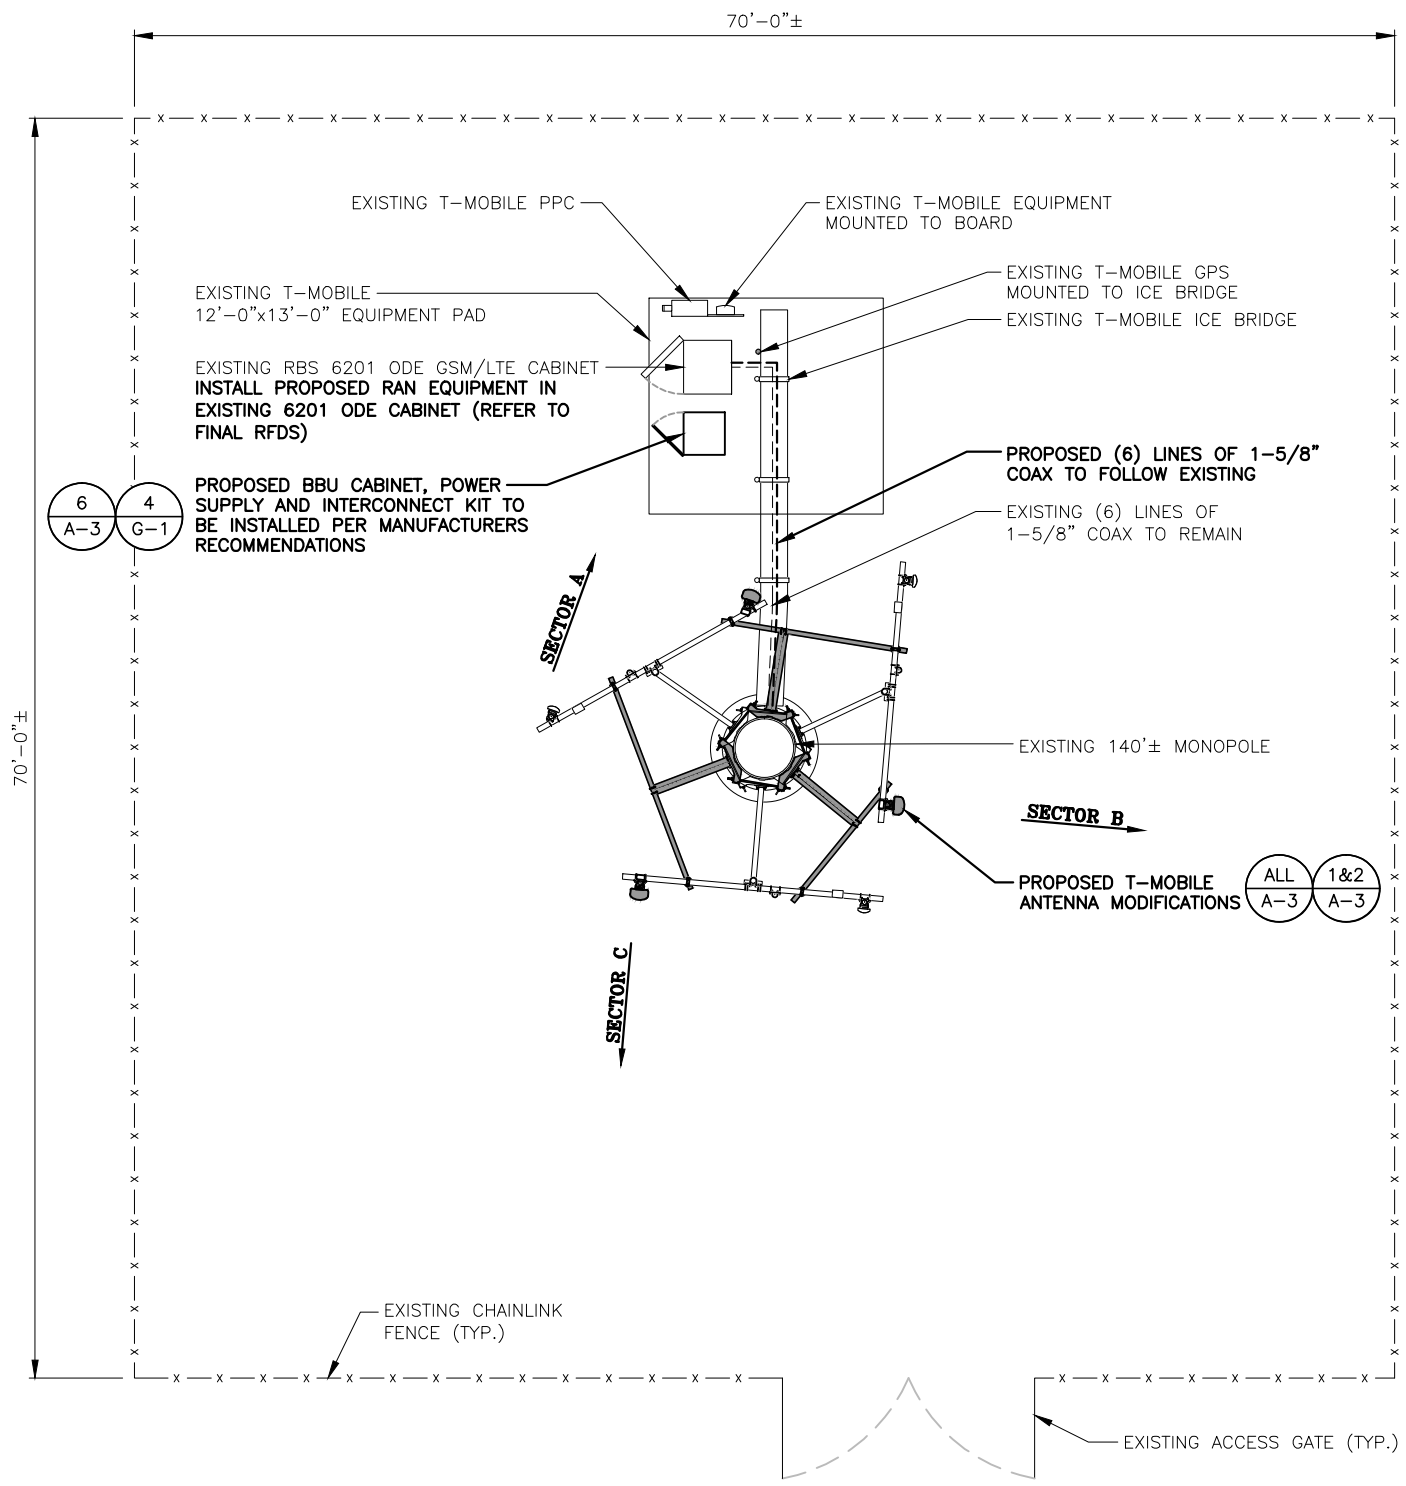 70'-0"±
EXISTING T-MOBILE PPC
EXISTING T-MOBILE EQUIPMENT
MOUNTED TO BOARD
EXISTING T-MOBILE GPS
MOUNTED TO ICE BRIDGE
EXISTING T-MOBILE
12'-0"x13'-0" EQUIPMENT PAD
EXISTING T-MOBILE ICE BRIDGE
EXISTING RBS 6201 ODE GSM/LTE CABINET
INSTALL PROPOSED RAN EQUIPMENT IN
EXISTING 6201 ODE CABINET (REFER TO
FINAL RFDS)
PROPOSED (6) LINES OF 1-5/8"
COAX TO FOLLOW EXISTING
6
A-3
4
G-1
PROPOSED BBU CABINET, POWER
SUPPLY AND INTERCONNECT KIT TO
BE INSTALLED PER MANUFACTURERS
RECOMMENDATIONS
EXISTING (6) LINES OF
1-5/8" COAX TO REMAIN
SECTOR A
70'-0"±
EXISTING 140'± MONOPOLE
SECTOR B
PROPOSED T-MOBILE
ANTENNA MODIFICATIONS
ALL
A-3
1&2
A-3
SECTOR C
EXISTING CHAINLINK
FENCE (TYP.)
EXISTING ACCESS GATE (TYP.)